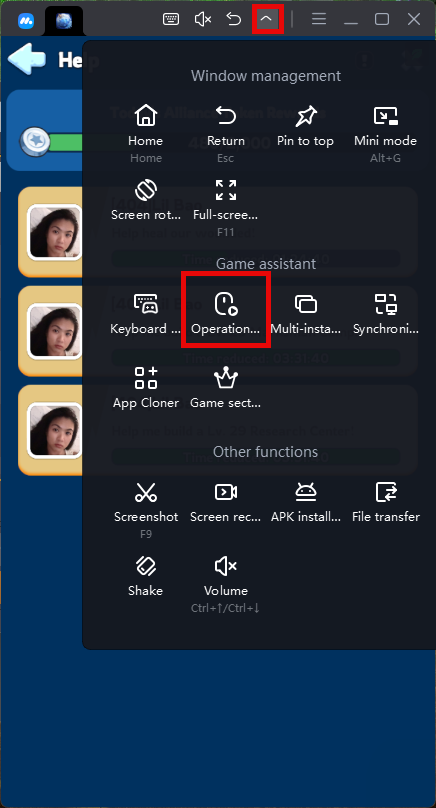 Help
Window management
Home
Return
Pin to top
Mini mode
Home
Esc
Alt+G
Screen rot...
Full-scree...
F11
Game assistant
Keyboard ...
Operation...
Multi-insta...
Synchroni...
App Cloner
Game sect...
Other functions
Screenshot
Screen rec...
APK install...
File transfer
F9
Shake
Volume
Ctrl+↑/Ctrl+↓